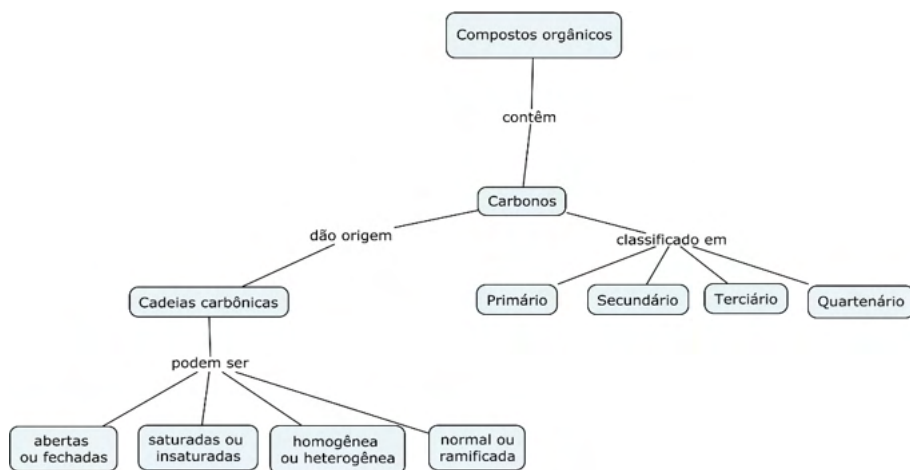 Compostos orgânicos
contêm
Carbonos
dão origem
classificado em
Cadeias carbônicas
Primário
Secundário
Terciário
Quartenário
podem ser
abertas
ou fechadas
saturadas ou
insaturadas
homogênea
ou heterogênea
normal ou
ramificada